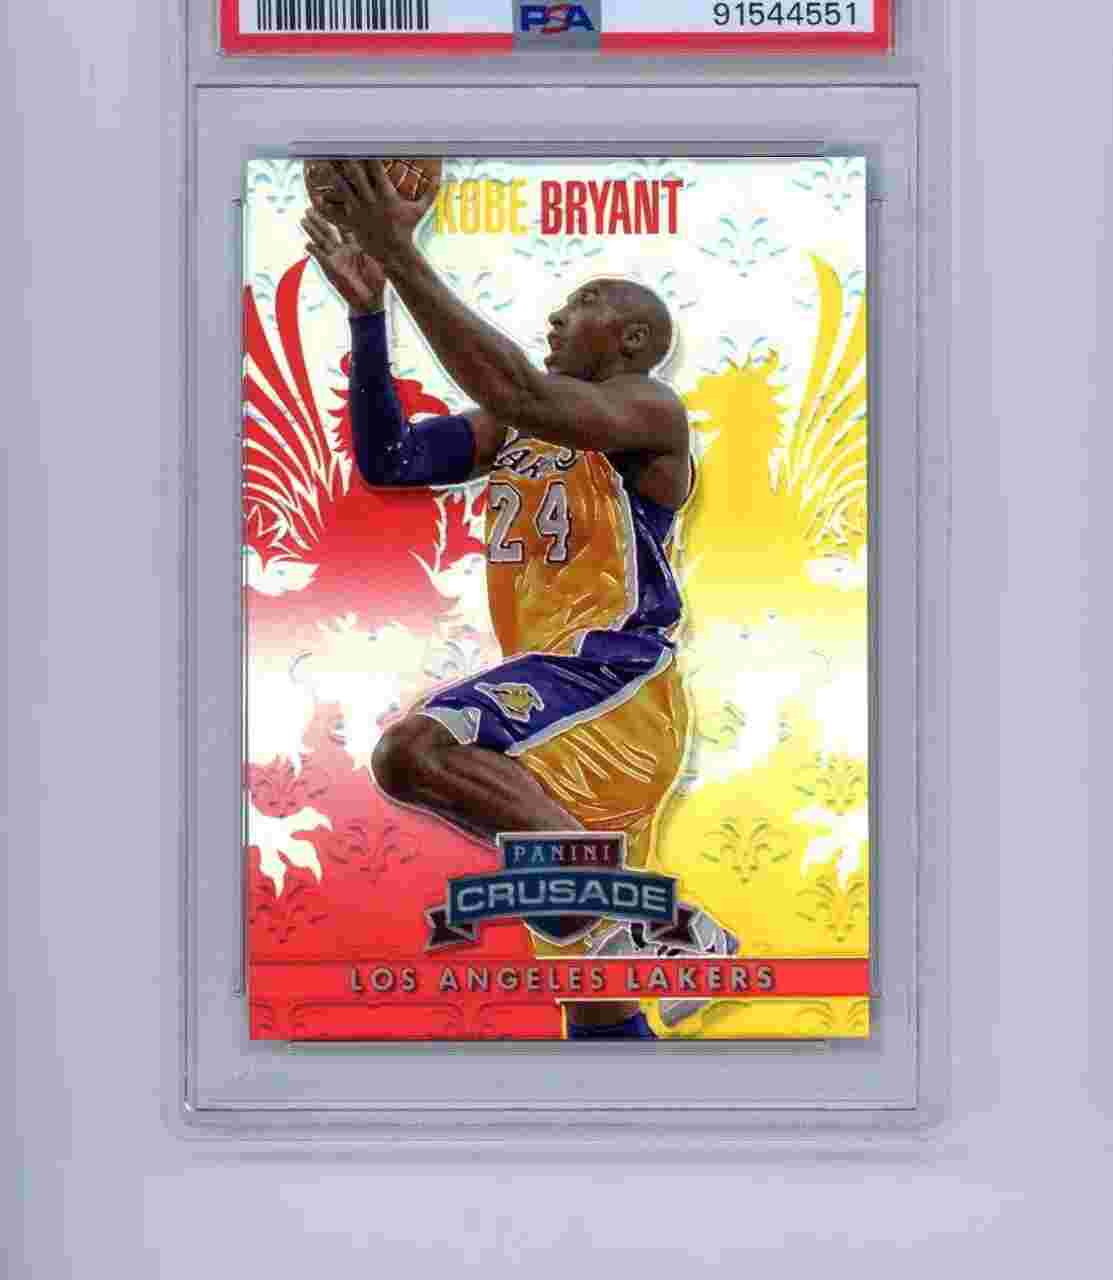 PSA
91544551
KOBE BRYANT
24
PANINI
CRUSADE
LOS ANGELES LAKERS